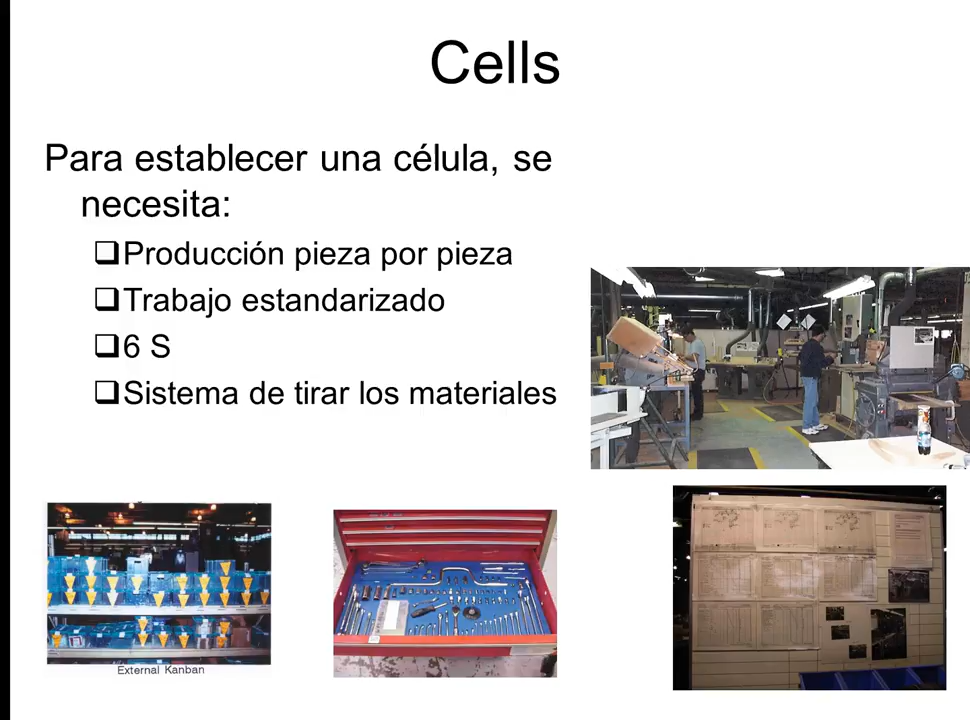 Cells
Para establecer una célula, se
necesita:
Producción pieza por pieza
Trabajo estandarizado
6 S
Sistema de tirar los materiales
External Kanban